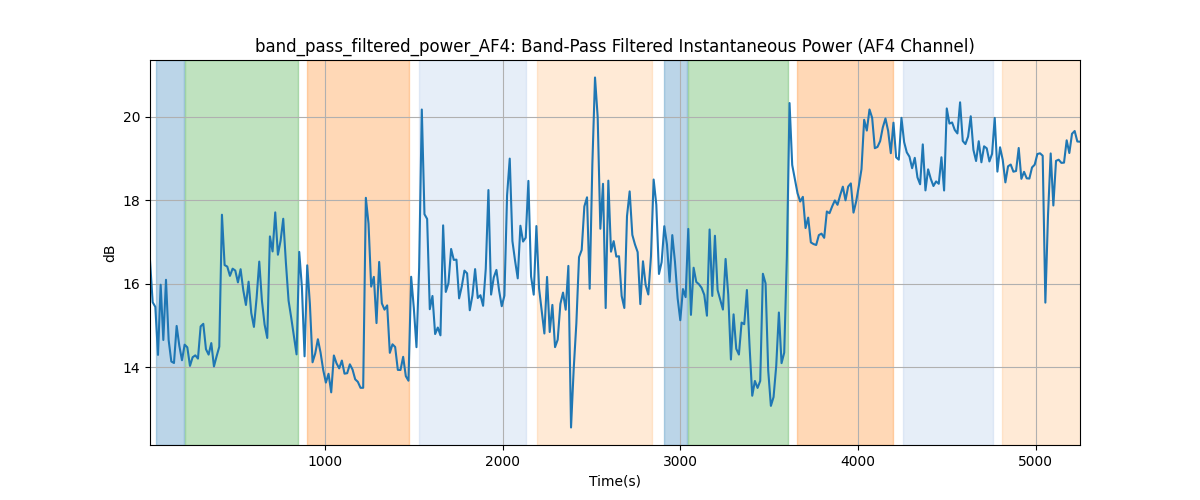 band_pass_filtered_power_AF4: Band-Pass Filtered Instantaneous Power (AF4 Channel)
20
18
16
14
dB
1000 2000 3000 4000 5000
Time(s)